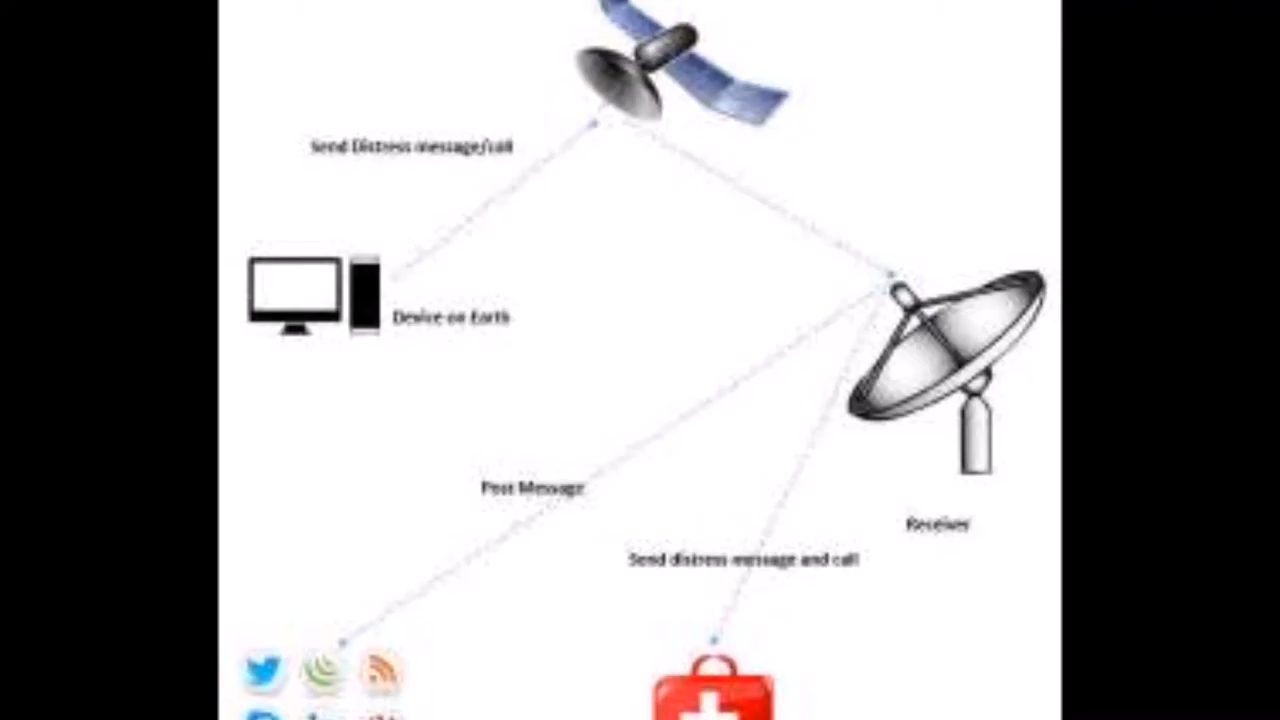 Send Distress message/call
Device on Earth
Post Message
Receiver
Send distress message and call